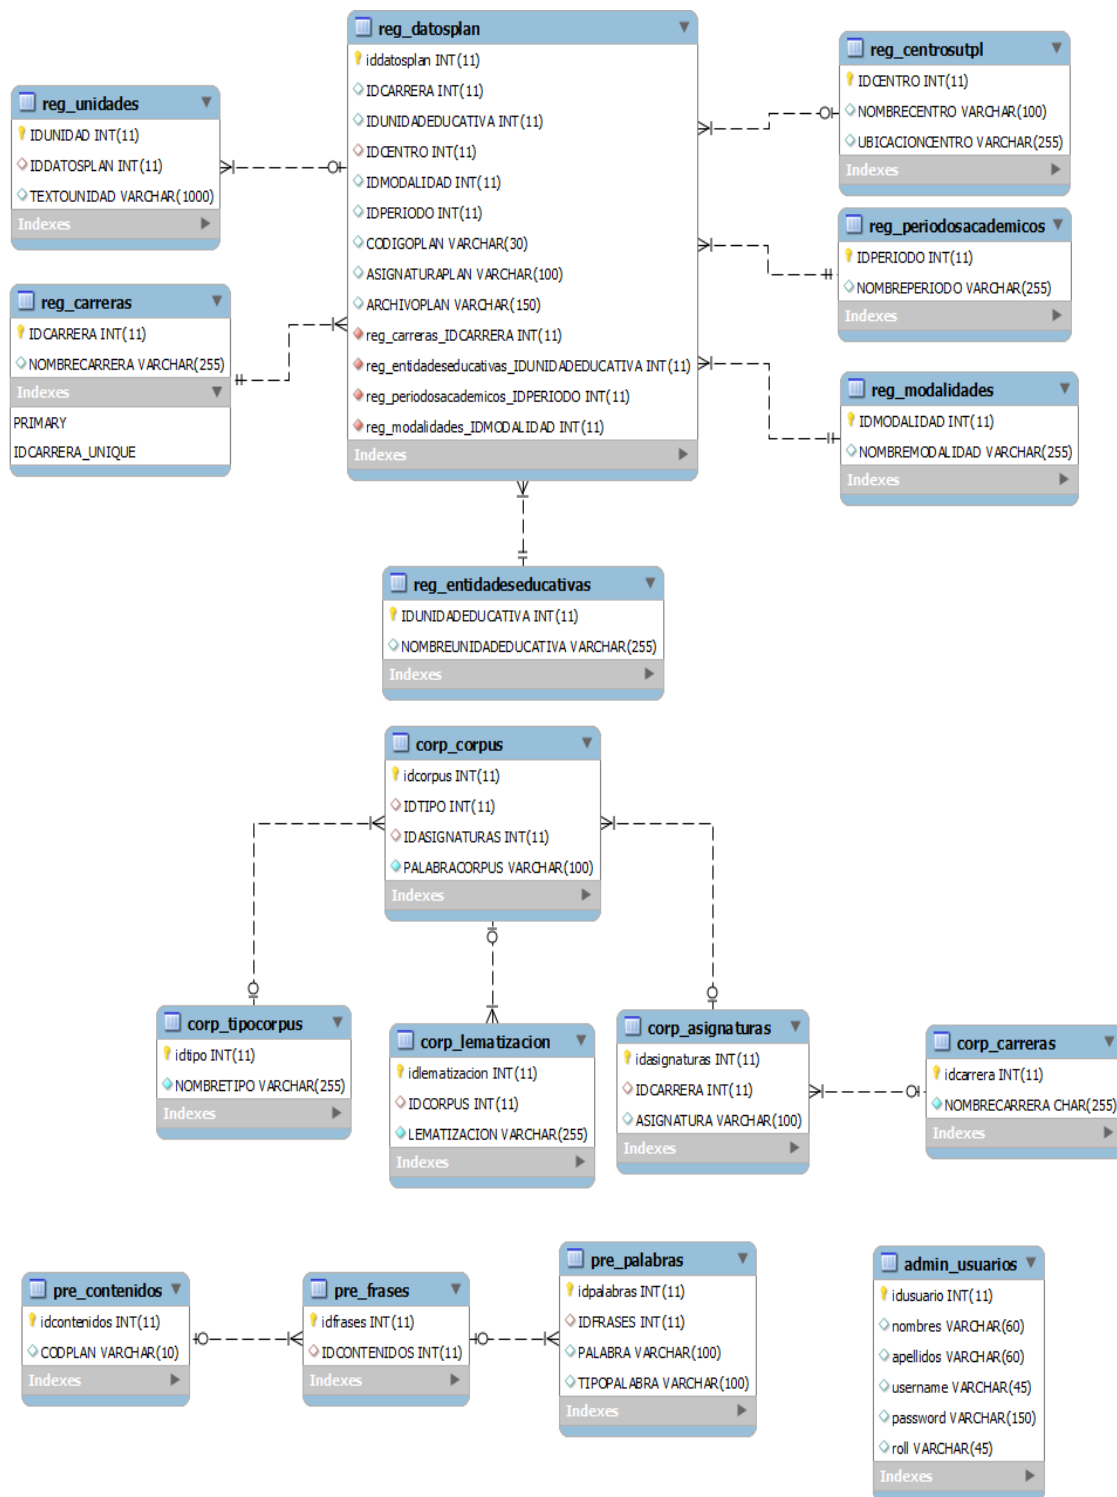 reg_datosplan
iddatosplan INT(11)
IDCARRERA INT(11)
IDUNIDADEDUCATIVA INT(11)
IDCENTRO INT(11)
IDMODALIDAD INT(11)
IDPERIODO INT(11)
CODIGOPLAN VARCHAR(30)
ASIGNATURAPLAN VARCHAR(100)
ARCHIVOPLAN VARCHAR(150)
reg_carreras_IDCARRERA INT(11)
reg_entidadeseducativas_IDUNIDADEDUCATIVA INT(11)
reg_periodosacademicos_IDPERIODO INT(11)
reg_modalidades_IDMODALIDAD INT(11)
Indexes
reg_unidades
IDUNIDAD INT(11)
IDDATOSPLAN INT(11)
TEXTOUNIDAD VARCHAR(1000)
Indexes
reg_carreras
IDCARRERA INT(11)
NOMBRECARRERA VARCHAR(255)
Indexes
PRIMARY
IDCARRERA_UNIQUE
reg_centrosutpl
IDCENTRO INT(11)
NOMBRECENTRO VARCHAR(100)
UBICACIONCENTRO VARCHAR(255)
Indexes
reg_periodosacademicos
IDPERIODO INT(11)
NOMBREPERIODO VARCHAR(255)
Indexes
reg_modalidades
IDMODALIDAD INT(11)
NOMBREMODALIDAD VARCHAR(255)
Indexes
reg_entidadeseducativas
IDUNIDADEDUCATIVA INT(11)
NOMBREUNIDADEDUCATIVA VARCHAR(255)
Indexes
corp_corpus
idcorpus INT(11)
IDTIPO INT(11)
IDASIGNATURAS INT(11)
PALABRACORPUS VARCHAR(100)
Indexes
corp_tipocorpus
idtipo INT(11)
NOMBRETIPO VARCHAR(255)
Indexes
corp_lematizacion
idlematizacion INT(11)
IDCORPUS INT(11)
LEMATIZACION VARCHAR(255)
Indexes
corp_asignaturas
idasignaturas INT(11)
IDCARRERA INT(11)
ASIGNATURA VARCHAR(100)
Indexes
corp_carreras
idcarrera INT(11)
NOMBRECARRERA CHAR(255)
Indexes
pre_contenidos
idcontenidos INT(11)
CODPLAN VARCHAR(10)
Indexes
pre_frases
idfrases INT(11)
IDCONTENIDOS INT(11)
Indexes
pre_palabras
idpalabras INT(11)
IDFRASES INT(11)
PALABRA VARCHAR(100)
TIPOPALABRA VARCHAR(100)
Indexes
admin_usuarios
idusuario INT(11)
nombres VARCHAR(60)
apellidos VARCHAR(60)
username VARCHAR(45)
password VARCHAR(150)
roll VARCHAR(45)
Indexes